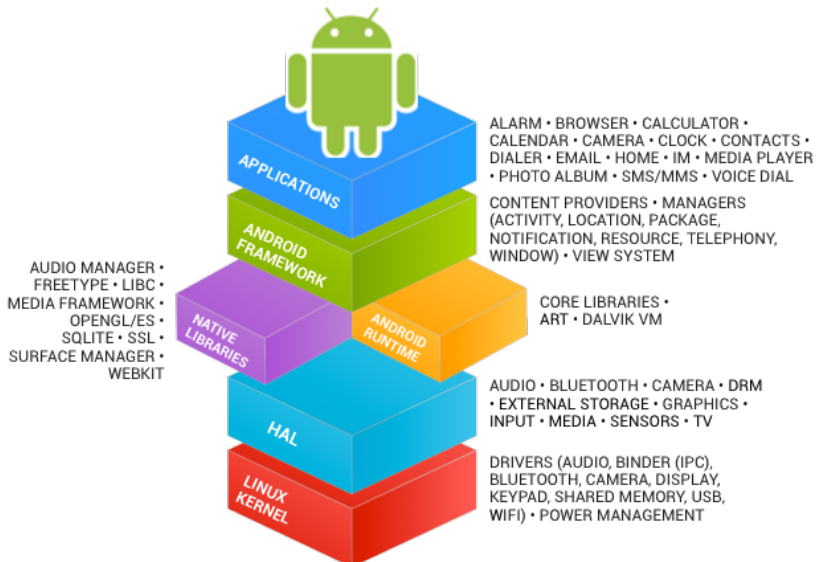 ALARM • BROWSER • CALCULATOR •
CALENDAR • CAMERA • CLOCK • CONTACTS •
DIALER • EMAIL • HOME • IM • MEDIA PLAYER
• PHOTO ALBUM • SMS/MMS • VOICE DIAL
APPLICATIONS
CONTENT PROVIDERS • MANAGERS
(ACTIVITY, LOCATION, PACKAGE,
NOTIFICATION, RESOURCE, TELEPHONY,
WINDOW) • VIEW SYSTEM
ANDROID
FRAMEWORK
AUDIO MANAGER •
FREETYPE • LIBC •
MEDIA FRAMEWORK •
OPENGL/ES •
SQLITE • SSL •
SURFACE MANAGER •
WEBKIT
NATIVE
LIBRARIES
ANDROID
RUNTIME
CORE LIBRARIES •
ART • DALVIK VM
HAL
AUDIO • BLUETOOTH • CAMERA • DRM
• EXTERNAL STORAGE • GRAPHICS •
INPUT • MEDIA • SENSORS • TV
LINUX
KERNEL
DRIVERS (AUDIO, BINDER (IPC),
BLUETOOTH, CAMERA, DISPLAY,
KEYPAD, SHARED MEMORY, USB,
WIFI) • POWER MANAGEMENT